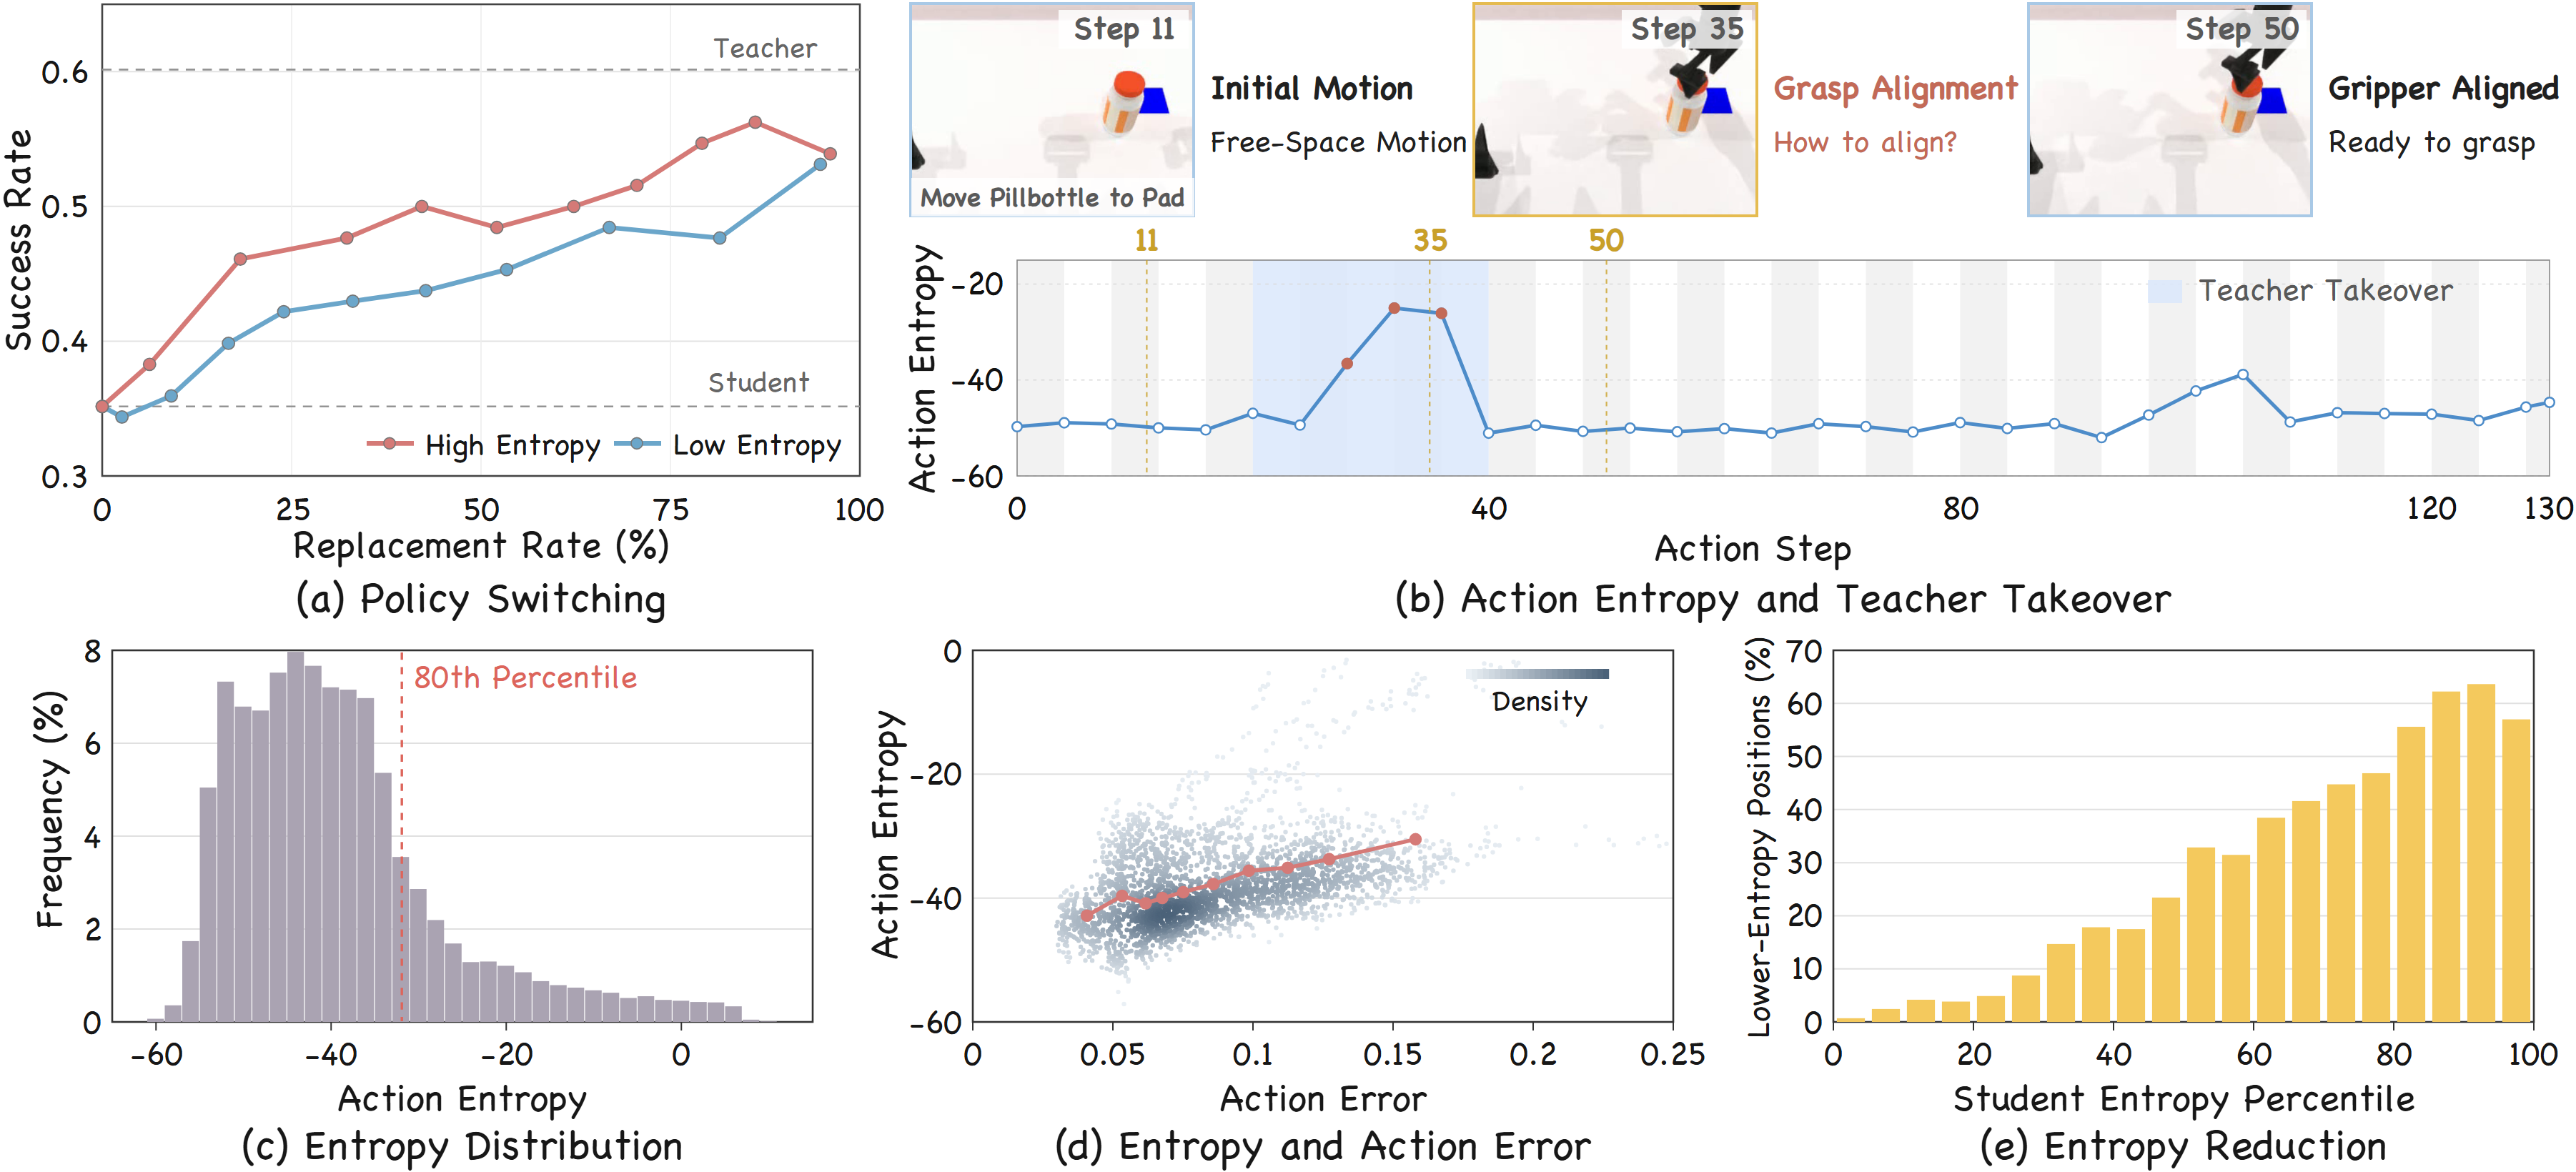 Success Rate
0.6
0.5
0.4
0.3
Teacher
Student
High Entropy
Low Entropy
0
25
50
75
100
Replacement Rate (%)
(a) Policy Switching
Step 11
Move Pillbottle to Pad
Initial Motion
Free-Space Motion
Step 35
Grasp Alignment
How to align?
Step 50
Gripper Aligned
Ready to grasp
11
35
50
Action Entropy
-20
-40
-60
Teacher Takeover
0
40
80
120
130
Action Step
(b) Action Entropy and Teacher Takeover
Frequency (%)
8
6
4
2
0
80th Percentile
-60
-40
-20
0
Action Entropy
(c) Entropy Distribution
Action Entropy
0
-20
-40
-60
Density
0
0.05
0.1
0.15
0.2
0.25
Action Error
(d) Entropy and Action Error
Lower-Entropy Positions (%)
70
60
50
40
30
20
10
0
0
20
40
60
80
100
Student Entropy Percentile
(e) Entropy Reduction